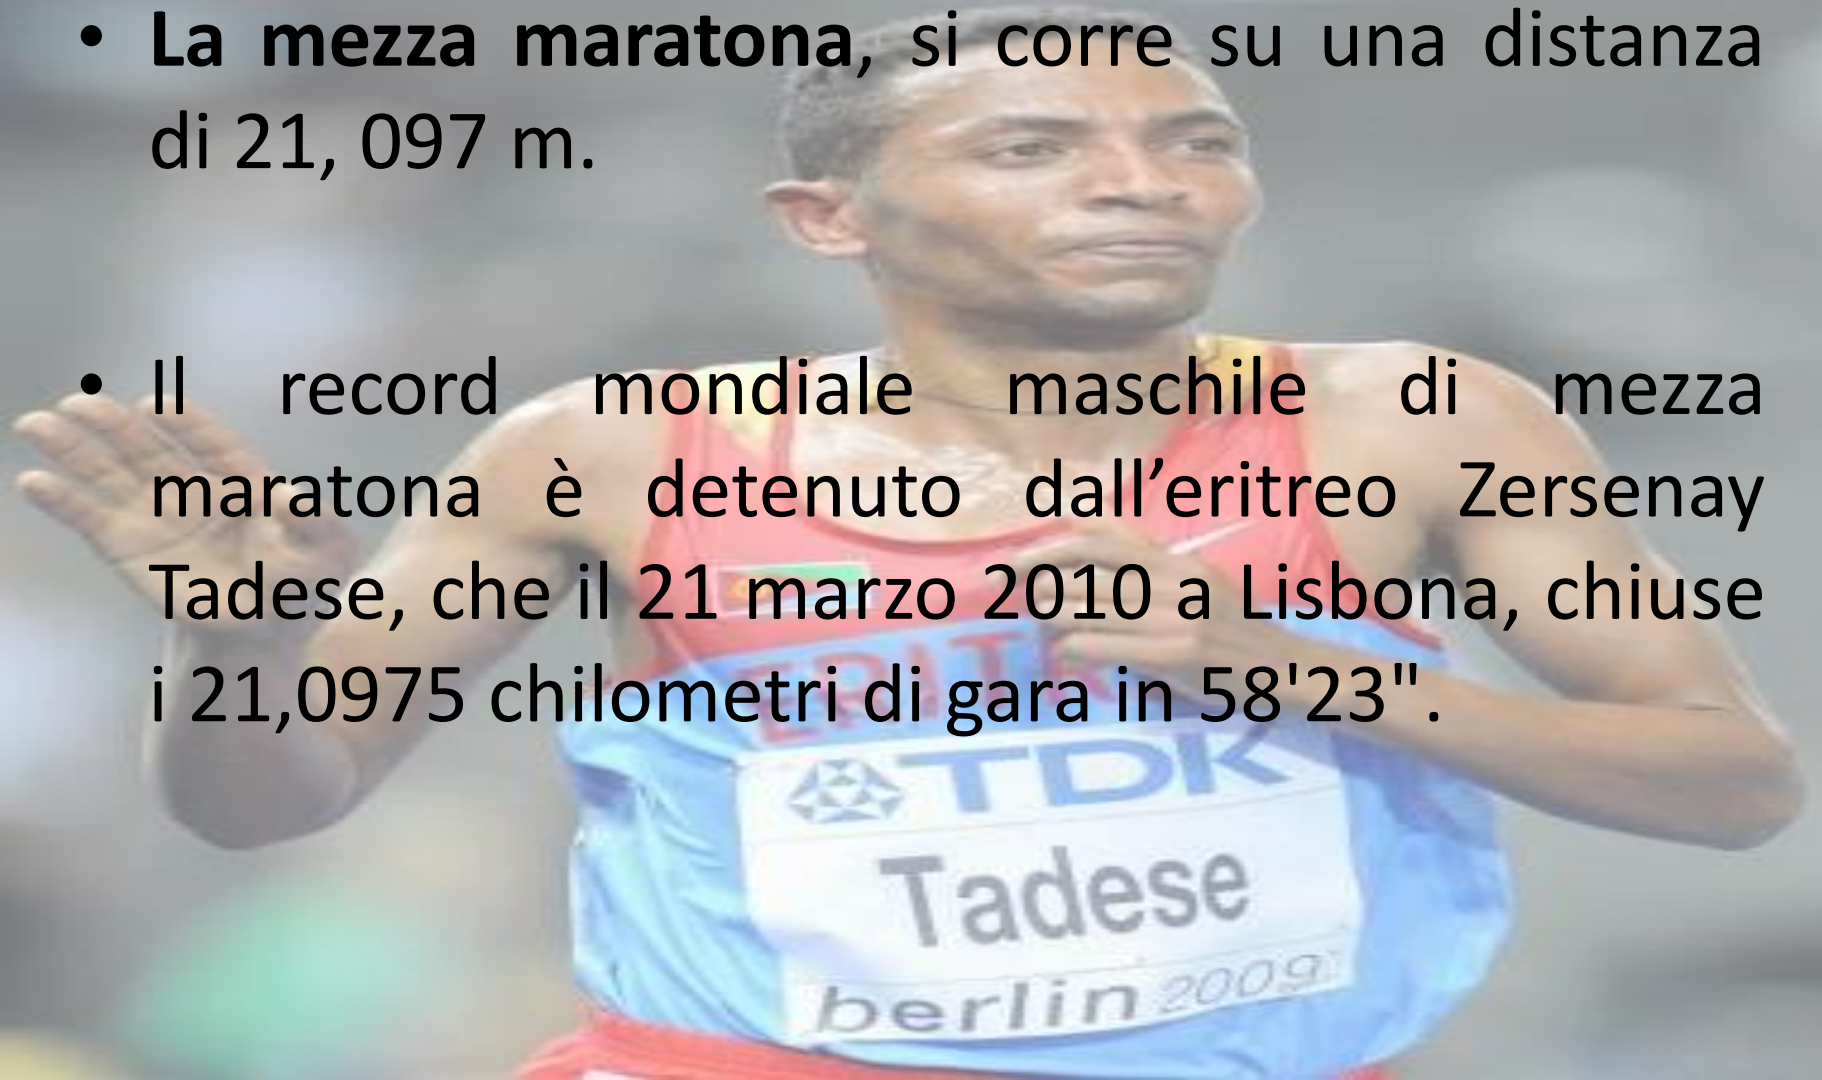 • La mezza maratona, si corre su una distanza
di 21, 097 m.
• Il record mondiale maschile di mezza
maratona è detenuto dall’eritreo Zersenay
Tadese, che il 21 marzo 2010 a Lisbona, chiuse
i 21,0975 chilometri di gara in 58'23".
ERIT
TDK
Tadese
berlin 2009